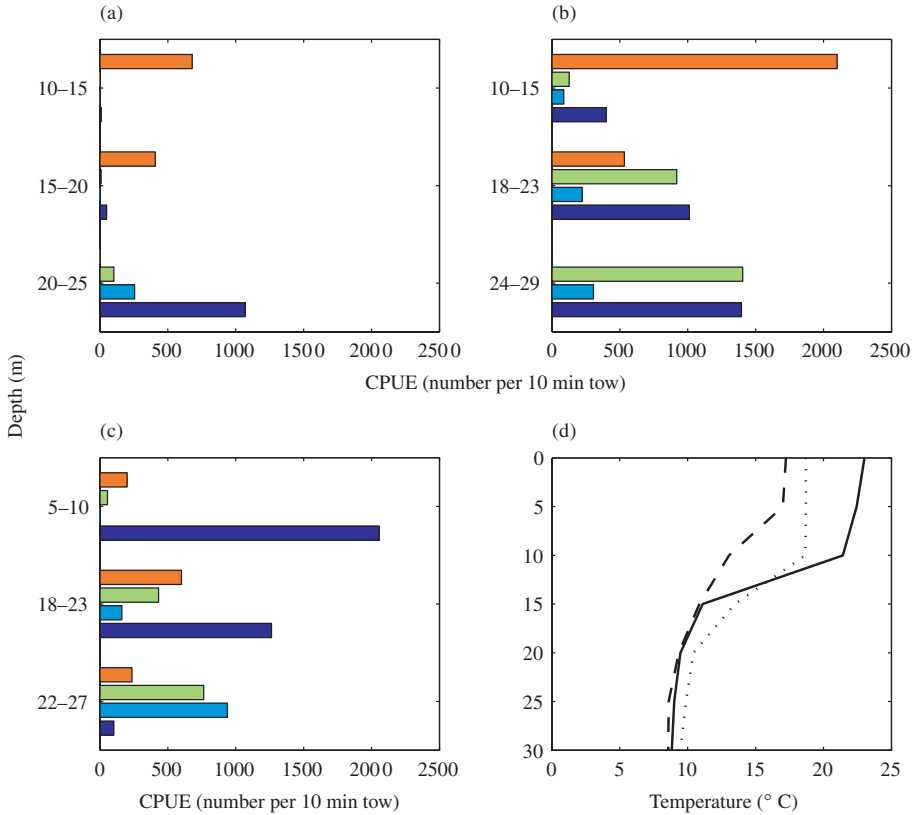 (a)
10–15
15–20
20–25
0 500 1000 1500 2000 2500
(b)
10–15
18–23
24–29
0 500 1000 1500 2000 2500
CPUE (number per 10 min tow)
Depth (m)
(c)
5–10
18–23
22–27
0 500 1000 1500 2000 2500
CPUE (number per 10 min tow)
(d)
0
5
10
15
20
25
30
0 5 10 15 20 25
Temperature (° C)